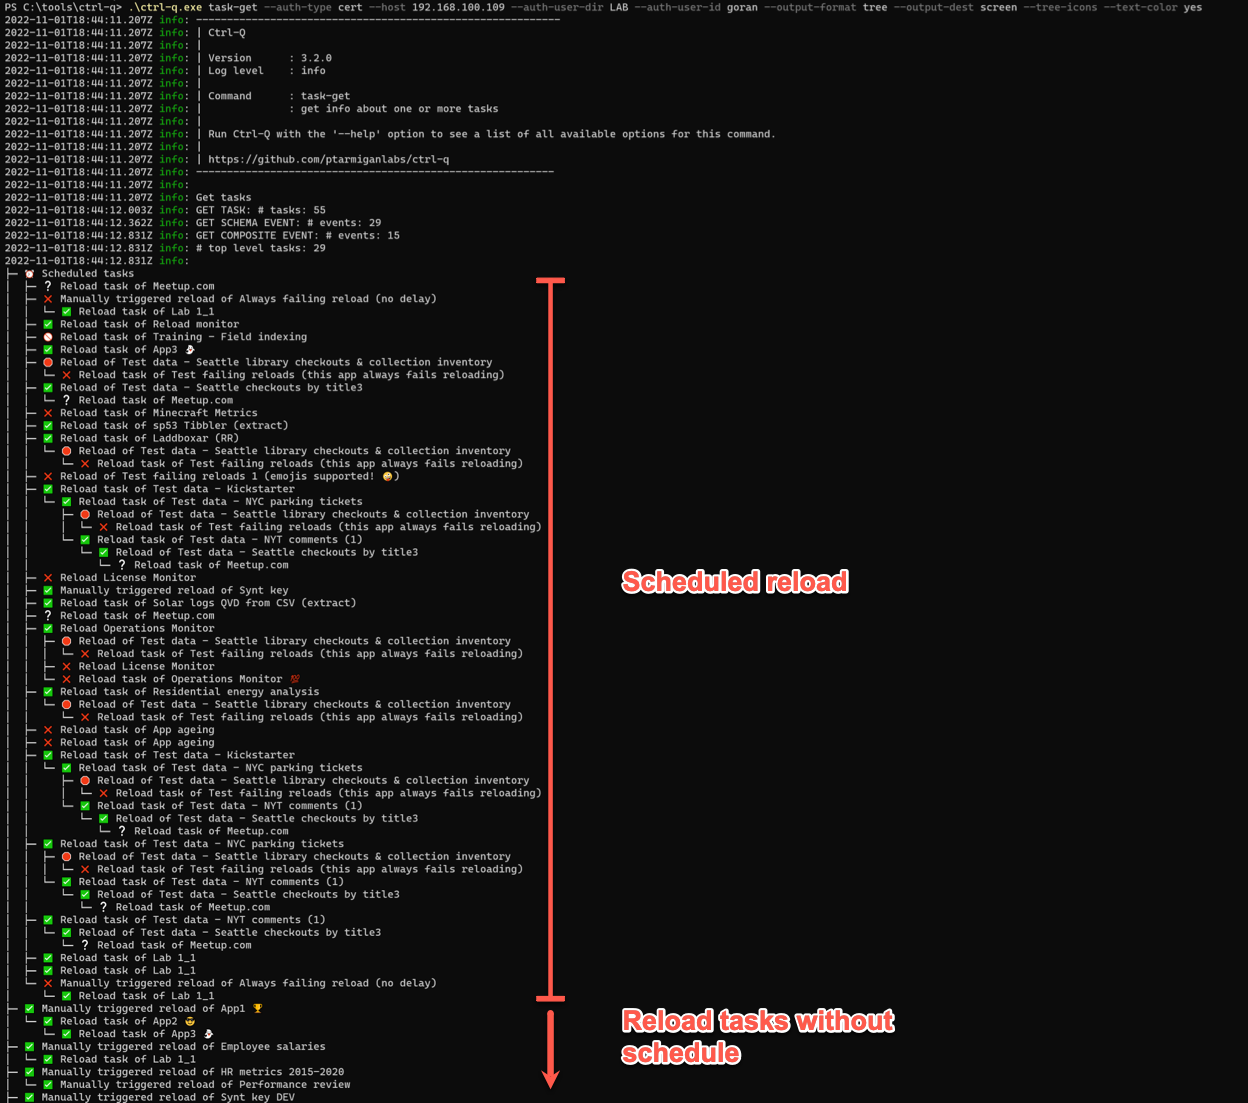 PS C:\tools\ctrl-q> .\ctrl-q.exe task-get --auth-type cert --host 192.168.100.109 --auth-user-dir LAB --auth-user-id goran --output-format tree --output-dest screen --tree-icons --text-color yes
2022-11-01T18:44:11.207Z info: -----------------------------------------------------------
2022-11-01T18:44:11.207Z info: | Ctrl-Q
2022-11-01T18:44:11.207Z info: |
2022-11-01T18:44:11.207Z info: | Version      : 3.2.0
2022-11-01T18:44:11.207Z info: | Log level    : info
2022-11-01T18:44:11.207Z info: |
2022-11-01T18:44:11.207Z info: | Command      : task-get
2022-11-01T18:44:11.207Z info: |              : get info about one or more tasks
2022-11-01T18:44:11.207Z info: |
2022-11-01T18:44:11.207Z info: | Run Ctrl-Q with the '--help' option to see a list of all available options for this command.
2022-11-01T18:44:11.207Z info: |
2022-11-01T18:44:11.207Z info: | https://github.com/ptarmiganlabs/ctrl-q
2022-11-01T18:44:11.207Z info: ----------------------------------------------------------
2022-11-01T18:44:11.207Z info:
2022-11-01T18:44:11.207Z info: Get tasks
2022-11-01T18:44:12.003Z info: GET TASK: # tasks: 55
2022-11-01T18:44:12.362Z info: GET SCHEMA EVENT: # events: 29
2022-11-01T18:44:12.831Z info: GET COMPOSITE EVENT: # events: 15
2022-11-01T18:44:12.831Z info: # top level tasks: 29
2022-11-01T18:44:12.831Z info:
├─ ⏰ Scheduled tasks
│  ├─ ❔ Reload task of Meetup.com
│  ├─ ❌ Manually triggered reload of Always failing reload (no delay)
│  │  └─ ✅ Reload task of Lab 1_1
│  ├─ ✅ Reload task of Reload monitor
│  ├─ 🚫 Reload task of Training - Field indexing
│  ├─ ✅ Reload task of App3 👻
│  ├─ 🛑 Reload of Test data - Seattle library checkouts & collection inventory
│  │  └─ ❌ Reload task of Test failing reloads (this app always fails reloading)
│  ├─ ✅ Reload task of Test data - Seattle checkouts by title3
│  │  └─ ❔ Reload task of Meetup.com
│  ├─ ❌ Reload task of Minecraft Metrics
│  ├─ ✅ Reload task of sp53 Tibbler (extract)
│  ├─ ✅ Reload task of Laddboxar (RR)
│  │  └─ 🛑 Reload of Test data - Seattle library checkouts & collection inventory
│  │     └─ ❌ Reload task of Test failing reloads (this app always fails reloading)
│  ├─ ❌ Reload of Test failing reloads 1 (emojis supported! 🤪)
│  ├─ ✅ Reload task of Test data - Kickstarter
│  │  └─ ✅ Reload task of Test data - NYC parking tickets
│  │     ├─ 🛑 Reload of Test data - Seattle library checkouts & collection inventory
│  │     │  └─ ❌ Reload task of Test failing reloads (this app always fails reloading)
│  │     └─ ✅ Reload task of Test data - NYT comments (1)
│  │        └─ ✅ Reload of Test data - Seattle checkouts by title3
│  │           └─ ❔ Reload task of Meetup.com
│  ├─ ❌ Reload License Monitor
│  ├─ ✅ Manually triggered reload of Synt key
│  ├─ ✅ Reload task of Solar logs QVD from CSV (extract)
│  ├─ ❔ Reload task of Meetup.com
│  ├─ ✅ Reload Operations Monitor
│  │  ├─ 🛑 Reload of Test data - Seattle library checkouts & collection inventory
│  │  │  └─ ❌ Reload task of Test failing reloads (this app always fails reloading)
│  │  ├─ ❌ Reload License Monitor
│  │  └─ ❌ Reload task of Operations Monitor 💯
│  ├─ ✅ Reload task of Residential energy analysis
│  │  └─ 🛑 Reload of Test data - Seattle library checkouts & collection inventory
│  │     └─ ❌ Reload task of Test failing reloads (this app always fails reloading)
│  ├─ ❌ Reload task of App ageing
│  ├─ ❌ Reload task of App ageing
│  ├─ ✅ Reload task of Test data - Kickstarter
│  │  └─ ✅ Reload task of Test data - NYC parking tickets
│  │     ├─ 🛑 Reload of Test data - Seattle library checkouts & collection inventory
│  │     │  └─ ❌ Reload task of Test failing reloads (this app always fails reloading)
│  │     └─ ✅ Reload task of Test data - NYT comments (1)
│  │        └─ ✅ Reload of Test data - Seattle checkouts by title3
│  │           └─ ❔ Reload task of Meetup.com
Scheduled reload
│  ├─ ✅ Reload task of Test data - NYC parking tickets
│  │  ├─ 🛑 Reload of Test data - Seattle library checkouts & collection inventory
│  │  │  └─ ❌ Reload task of Test failing reloads (this app always fails reloading)
│  │  └─ ✅ Reload task of Test data - NYT comments (1)
│  │     └─ ✅ Reload of Test data - Seattle checkouts by title3
│  │        └─ ❔ Reload task of Meetup.com
│  ├─ ✅ Reload task of Test data - NYT comments (1)
│  │  └─ ✅ Reload of Test data - Seattle checkouts by title3
│  │     └─ ❔ Reload task of Meetup.com
│  ├─ ✅ Reload task of Lab 1_1
│  ├─ ✅ Reload task of Lab 1_1
│  └─ ❌ Manually triggered reload of Always failing reload (no delay)
│     └─ ✅ Reload task of Lab 1_1
├─ ✅ Manually triggered reload of App1 🏆
│  └─ ✅ Reload task of App2 😎
│     └─ ✅ Reload task of App3 👻
├─ ✅ Manually triggered reload of Employee salaries
│  └─ ✅ Reload task of Lab 1_1
├─ ✅ Manually triggered reload of HR metrics 2015-2020
│  └─ ✅ Manually triggered reload of Performance review
├─ ✅ Manually triggered reload of Synt key DEV
Reload tasks without
schedule